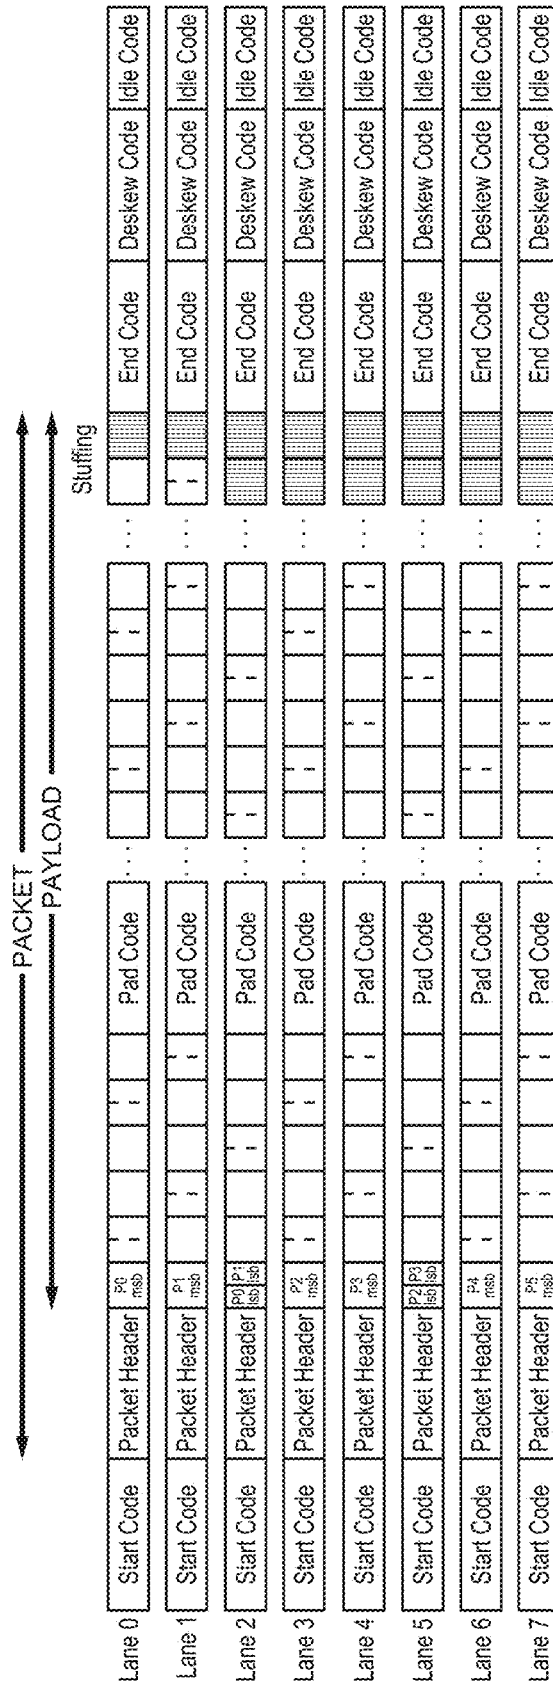 PACKET
PAYLOAD
Stuffing
Lane 0 Start Code Packet Header P0 msb Pad Code ... ... End Code Deskew Code Idle Code
Lane 1 Start Code Packet Header P1 msb Pad Code ... ... End Code Deskew Code Idle Code
Lane 2 Start Code Packet Header P0 lsb P1 lsb Pad Code ... ... End Code Deskew Code Idle Code
Lane 3 Start Code Packet Header P2 msb Pad Code ... ... End Code Deskew Code Idle Code
Lane 4 Start Code Packet Header P3 msb Pad Code ... ... End Code Deskew Code Idle Code
Lane 5 Start Code Packet Header P2 lsb P3 lsb Pad Code ... ... End Code Deskew Code Idle Code
Lane 6 Start Code Packet Header P4 msb Pad Code ... ... End Code Deskew Code Idle Code
Lane 7 Start Code Packet Header P5 msb Pad Code ... ... End Code Deskew Code Idle Code